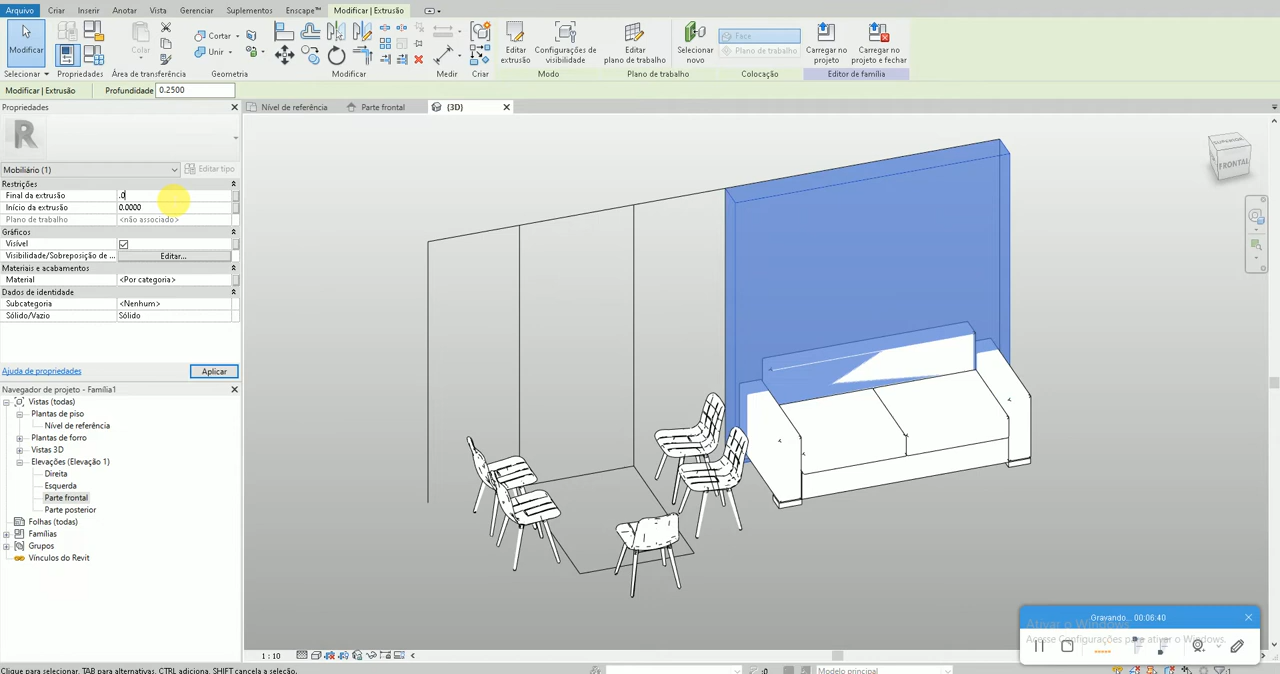 Arquivo Criar Inserir Anotar Vista Gerenciar Suplementos Enscape™ Modificar | Extrusão
Modificar
Colar
Cortar
Unir
Editar extrusão
Configurações de visibilidade
Editar plano de trabalho
Selecionar novo
Face
Plano de trabalho
Carregar no projeto
Carregar no projeto e fechar
Selecionar Propriedades Área de transferência Geometria Modificar Medir Criar Modo Plano de trabalho Colocação Editor de família
Modificar | Extrusão Profundidade 0.2500
Propriedades
Nível de referência Parte frontal {3D}
R
Mobiliário (1) Editar tipo
Restrições
Final da extrusão .0
Início da extrusão 0.0000
Plano de trabalho <não associado>
Gráficos
Visível
Visibilidade/Sobreposição de ... Editar...
Materiais e acabamentos
Material <Por categoria>
Dados de identidade
Subcategoria <Nenhum>
Sólido/Vazio Sólido
Ajuda de propriedades Aplicar
Navegador de projeto - Família1
Vistas (todas)
Plantas de piso
Nível de referência
Plantas de forro
Vistas 3D
Elevações (Elevação 1)
Direita
Esquerda
Parte frontal
Parte posterior
Folhas (todas)
Famílias
Grupos
Vínculos do Revit
FRONTAL
Gravando... 00:06:40
Ativar o Windows
Acesse Configurações para ativar o Windows.
1 : 10
Clique para selecionar, TAB para alternativas, CTRL adiciona, SHIFT cancela a seleção.
:0
Modelo principal
:1